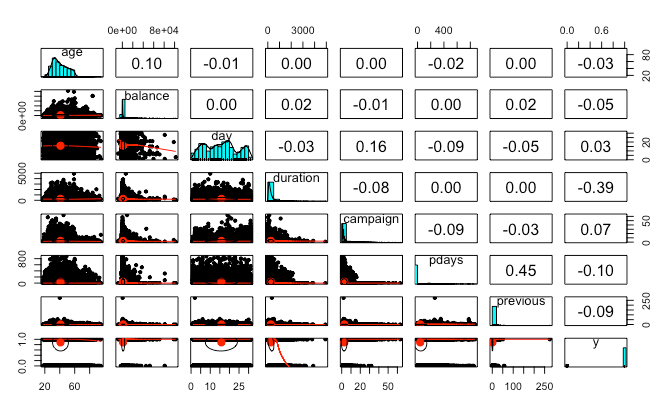 0e+00 8e+04 0 3000 0 400 0.0 0.6
age 0.10 -0.01 0.00 0.00 -0.02 0.00 -0.03 20 80
0e+00 balance 0.00 0.02 -0.01 0.00 0.02 -0.05
day -0.03 0.16 -0.09 -0.05 0.03 0 20
0 5000 duration -0.08 0.00 0.00 -0.39
campaign -0.09 -0.03 0.07 0 50
0 800 pdays 0.45 -0.10
previous -0.09 0 250
0.0 1.0 y
20 60 0 10 25 0 20 50 0 100 250